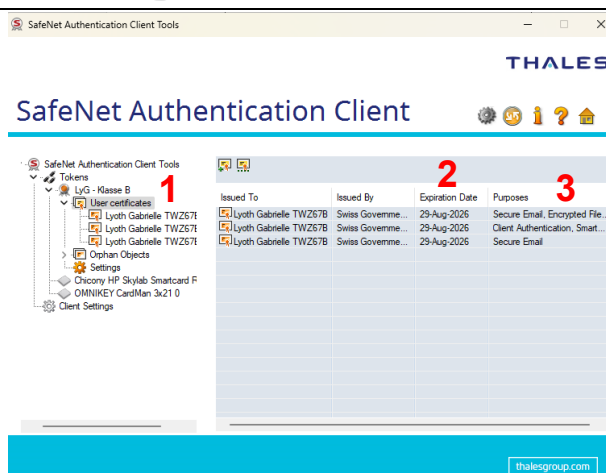 SafeNet Authentication Client Tools
THALES
SafeNet Authentication Client
SafeNet Authentication Client Tools
Tokens
LyG - Klasse B
1
User certificates
Lyoth Gabrielle TWZ67E
Lyoth Gabrielle TWZ67E
Lyoth Gabrielle TWZ67E
Orphan Objects
Settings
Chicony HP Skylab Smartcard R
OMNIKEY CardMan 3x21 0
Client Settings
2
3
Issued To Issued By Expiration Date Purposes
Lyoth Gabrielle TWZ67B Swiss Governme... 29-Aug-2026 Secure Email, Encrypted File...
Lyoth Gabrielle TWZ67B Swiss Governme... 29-Aug-2026 Client Authentication, Smart...
Lyoth Gabrielle TWZ67B Swiss Governme... 29-Aug-2026 Secure Email
thalesgroup.com